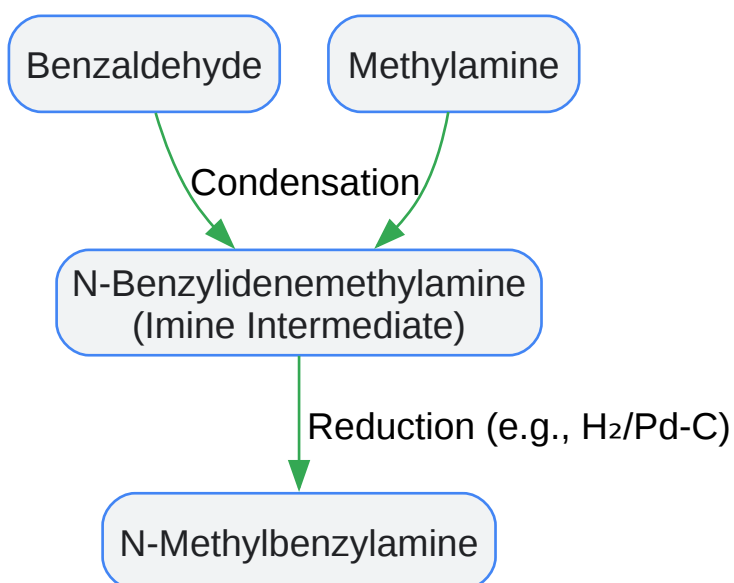 Benzaldehyde
Methylamine
Condensation
N-Benzylidenemethylamine
(Imine Intermediate)
Reduction (e.g., H₂/Pd-C)
N-Methylbenzylamine